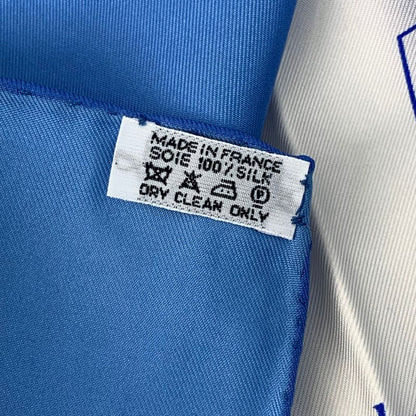 MADE IN FRANCE
SOIE 100% SILK
P
DRY CLEAN ONLY